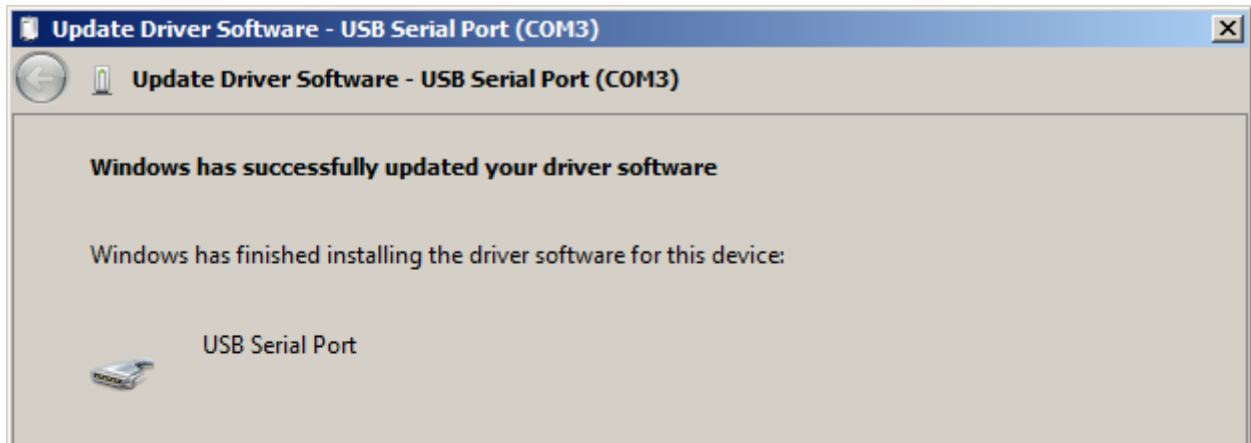 Update Driver Software - USB Serial Port (COM3)
Update Driver Software - USB Serial Port (COM3)
Windows has successfully updated your driver software
Windows has finished installing the driver software for this device:
USB Serial Port